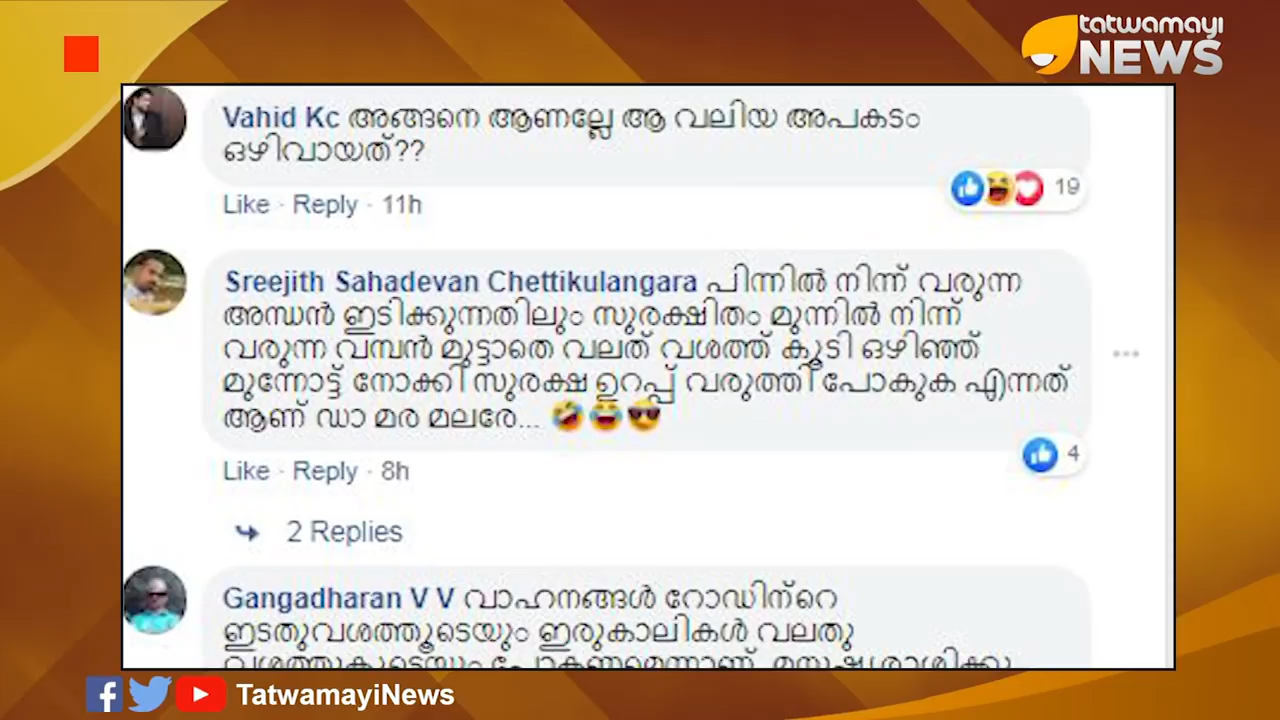 tatwamayi
NEWS
Vahid Kc അങ്ങനെ ആണല്ലേ ആ വലിയ അപകടം
ഒഴിവായത്??
19
Like · Reply · 11h
Sreejith Sahadevan Chettikulangara പിന്നിൽ നിന്ന് വരുന്ന
അന്ധൻ ഇടിക്കുന്നതിലും സുരക്ഷിതം മുന്നിൽ നിന്ന്
വരുന്ന വമ്പൻ മുട്ടാതെ വലത് വശത്ത് കൂടി ഒഴിഞ്ഞ്
മുന്നോട്ട് നോക്കി സുരക്ഷ ഉറപ്പ് വരുത്തി പോകുക എന്നത്
ആണ് ഡാ മര മലരേ... 🤣😂😎
4
Like · Reply · 8h
2 Replies
Gangadharan V V വാഹനങ്ങൾ റോഡിന്റെ
ഇടതുവശത്തൂടെയും ഇരുകാലികൾ വലതു
TatwamayiNews